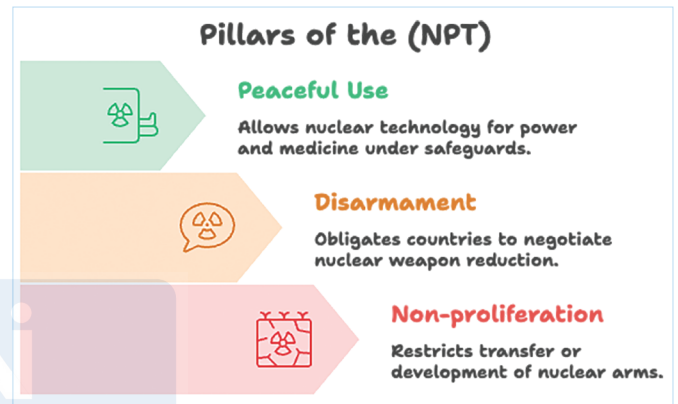 Pillars of the (NPT)
Peaceful Use
Allows nuclear technology for power
and medicine under safeguards.
Disarmament
Obligates countries to negotiate
nuclear weapon reduction.
Non-proliferation
Restricts transfer or
development of nuclear arms.